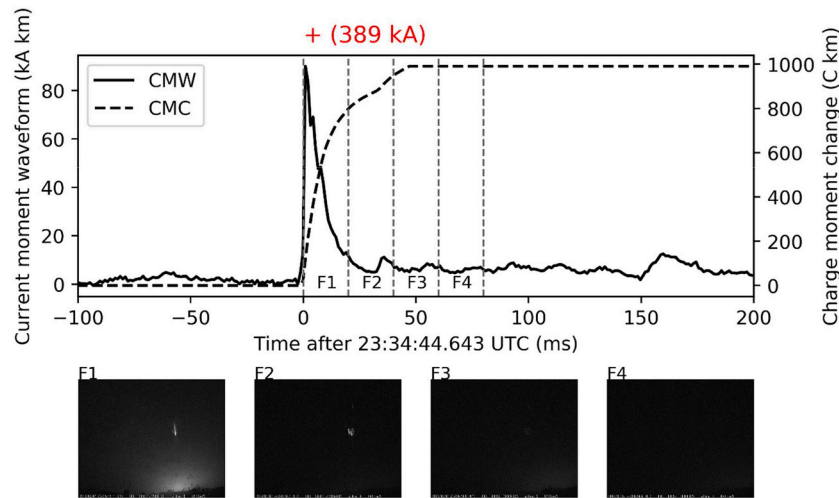 + (389 kA)
Current moment waveform (kA km)
80
60
40
20
0
CMW
CMC
F1 F2 F3 F4
1000
800
600
400
200
0
Charge moment change (C km)
−100 −50 0 50 100 150 200
Time after 23:34:44.643 UTC (ms)
F1 F2 F3 F4